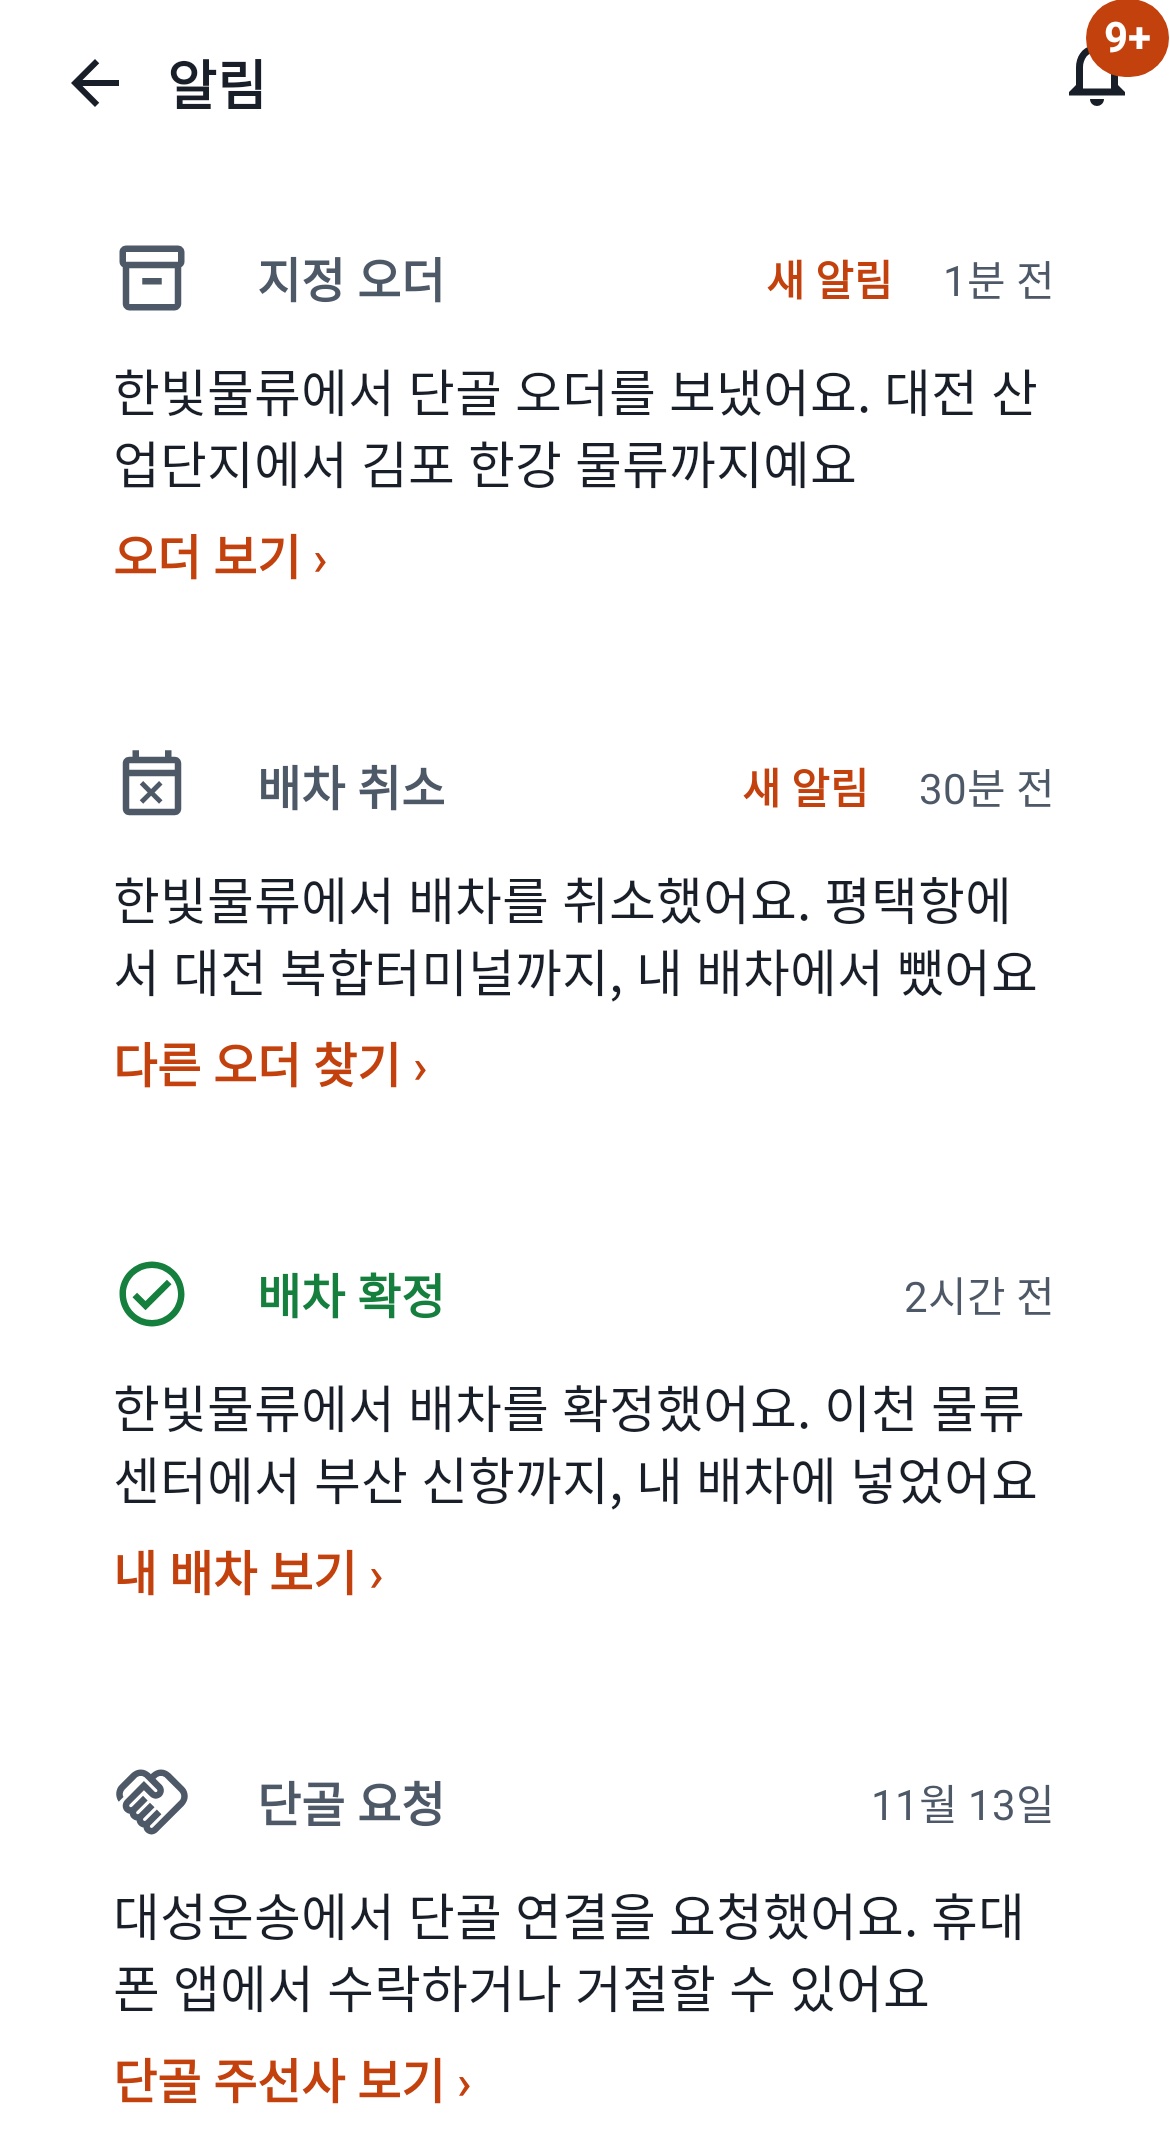 알림
9+
지정 오더 새 알림 1분 전
한빛물류에서 단골 오더를 보냈어요. 대전 산
업단지에서 김포 한강 물류까지예요
오더 보기 ›
배차 취소 새 알림 30분 전
한빛물류에서 배차를 취소했어요. 평택항에
서 대전 복합터미널까지, 내 배차에서 뺐어요
다른 오더 찾기 ›
배차 확정 2시간 전
한빛물류에서 배차를 확정했어요. 이천 물류
센터에서 부산 신항까지, 내 배차에 넣었어요
내 배차 보기 ›
단골 요청 11월 13일
대성운송에서 단골 연결을 요청했어요. 휴대
폰 앱에서 수락하거나 거절할 수 있어요
단골 주선사 보기 ›